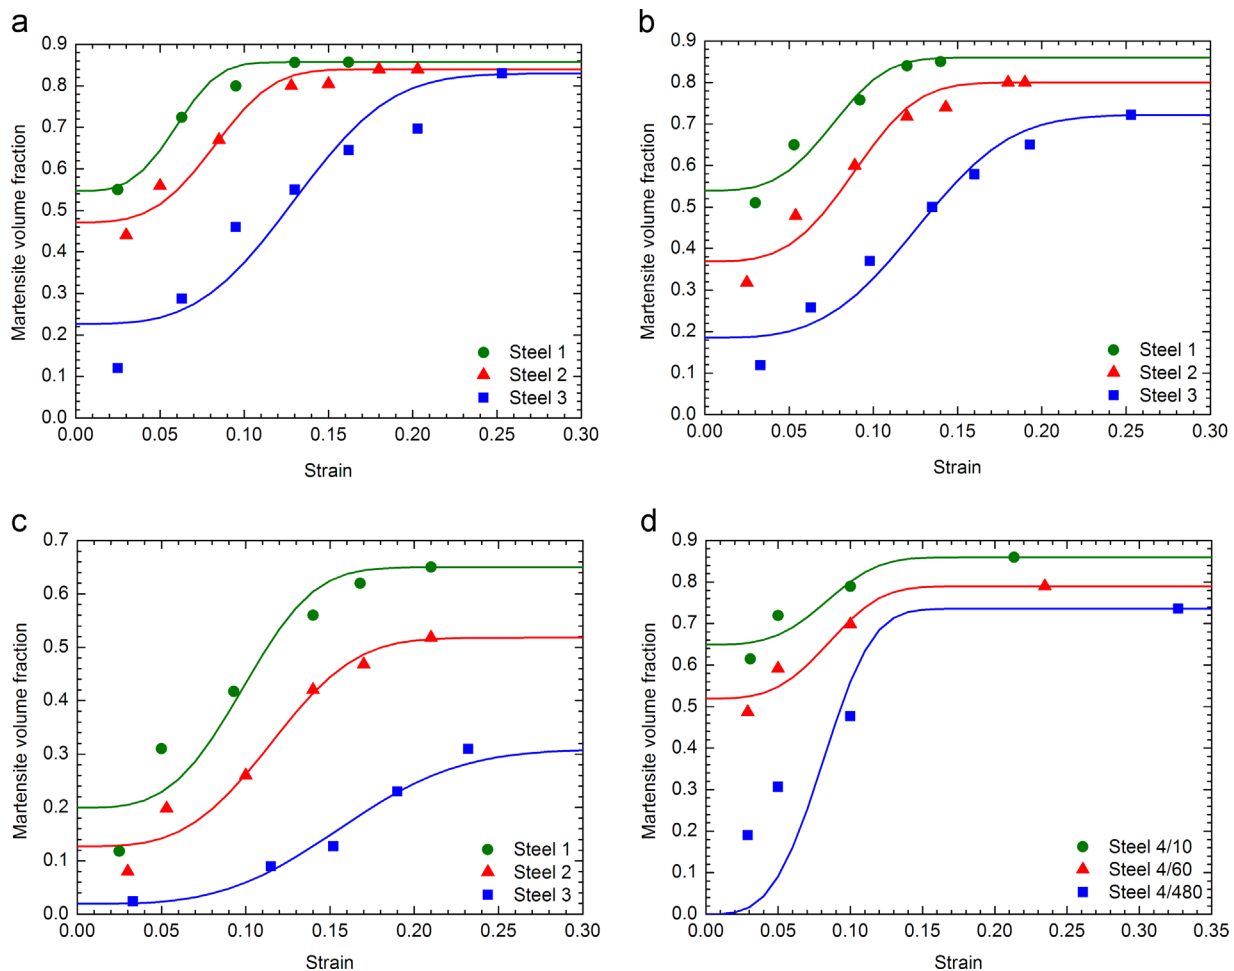 a
0.9
0.8
0.7
0.6
0.5
0.4
0.3
0.2
0.1
0.0
Martensite volume fraction
Steel 1
Steel 2
Steel 3
0.00 0.05 0.10 0.15 0.20 0.25 0.30
Strain
b
0.9
0.8
0.7
0.6
0.5
0.4
0.3
0.2
0.1
0.0
Martensite volume fraction
Steel 1
Steel 2
Steel 3
0.00 0.05 0.10 0.15 0.20 0.25 0.30
Strain
c
0.7
0.6
0.5
0.4
0.3
0.2
0.1
0.0
Martensite volume fraction
Steel 1
Steel 2
Steel 3
0.00 0.05 0.10 0.15 0.20 0.25 0.30
Strain
d
0.9
0.8
0.7
0.6
0.5
0.4
0.3
0.2
0.1
0.0
Martensite volume fraction
Steel 4/10
Steel 4/60
Steel 4/480
0.00 0.05 0.10 0.15 0.20 0.25 0.30 0.35
Strain